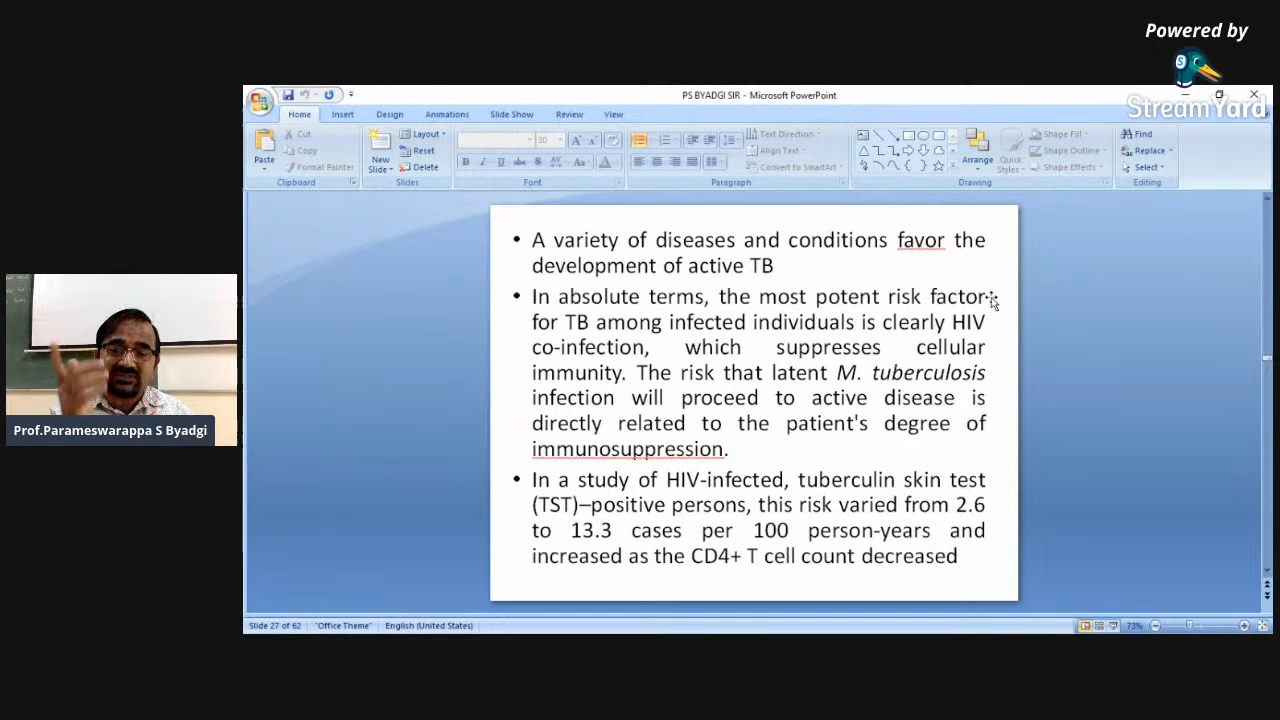 Powered by
StreamYard
PS BYADGI SIR - Microsoft PowerPoint
Home Insert Design Animations Slide Show Review View
Cut
Copy
Format Painter
Paste
Clipboard
New Slide
Layout
Reset
Delete
Slides
30
B I U abc S AV Aa A
Font
Text Direction
Align Text
Convert to SmartArt
Paragraph
Arrange
Quick Styles
Shape Fill
Shape Outline
Shape Effects
Drawing
Find
Replace
Select
Editing
• A variety of diseases and conditions favor the
development of active TB
• In absolute terms, the most potent risk factor
for TB among infected individuals is clearly HIV
co-infection, which suppresses cellular
immunity. The risk that latent M. tuberculosis
infection will proceed to active disease is
directly related to the patient's degree of
immunosuppression.
• In a study of HIV-infected, tuberculin skin test
(TST)–positive persons, this risk varied from 2.6
to 13.3 cases per 100 person-years and
increased as the CD4+ T cell count decreased
Prof.Parameswarappa S Byadgi
Slide 27 of 62 "Office Theme" English (United States) 73%